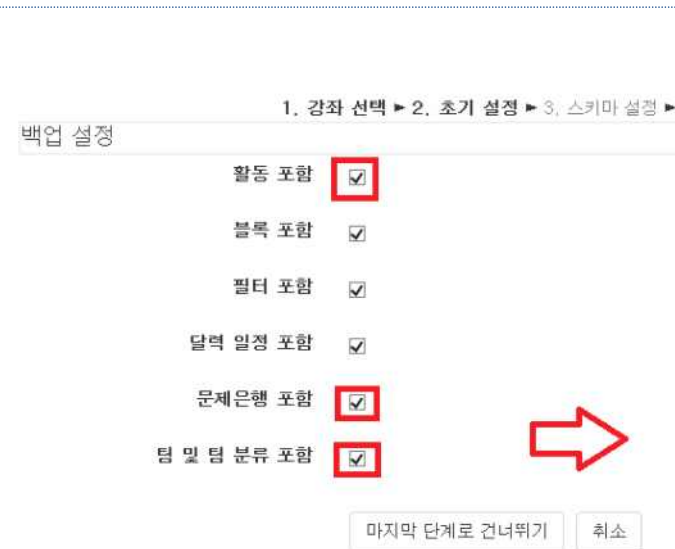 1. 강좌 선택 ► 2. 초기 설정 ► 3. 스키마 설정 ►
백업 설정
활동 포함
블록 포함
필터 포함
달력 일정 포함
문제은행 포함
팀 및 팀 분류 포함
마지막 단계로 건너뛰기 취소